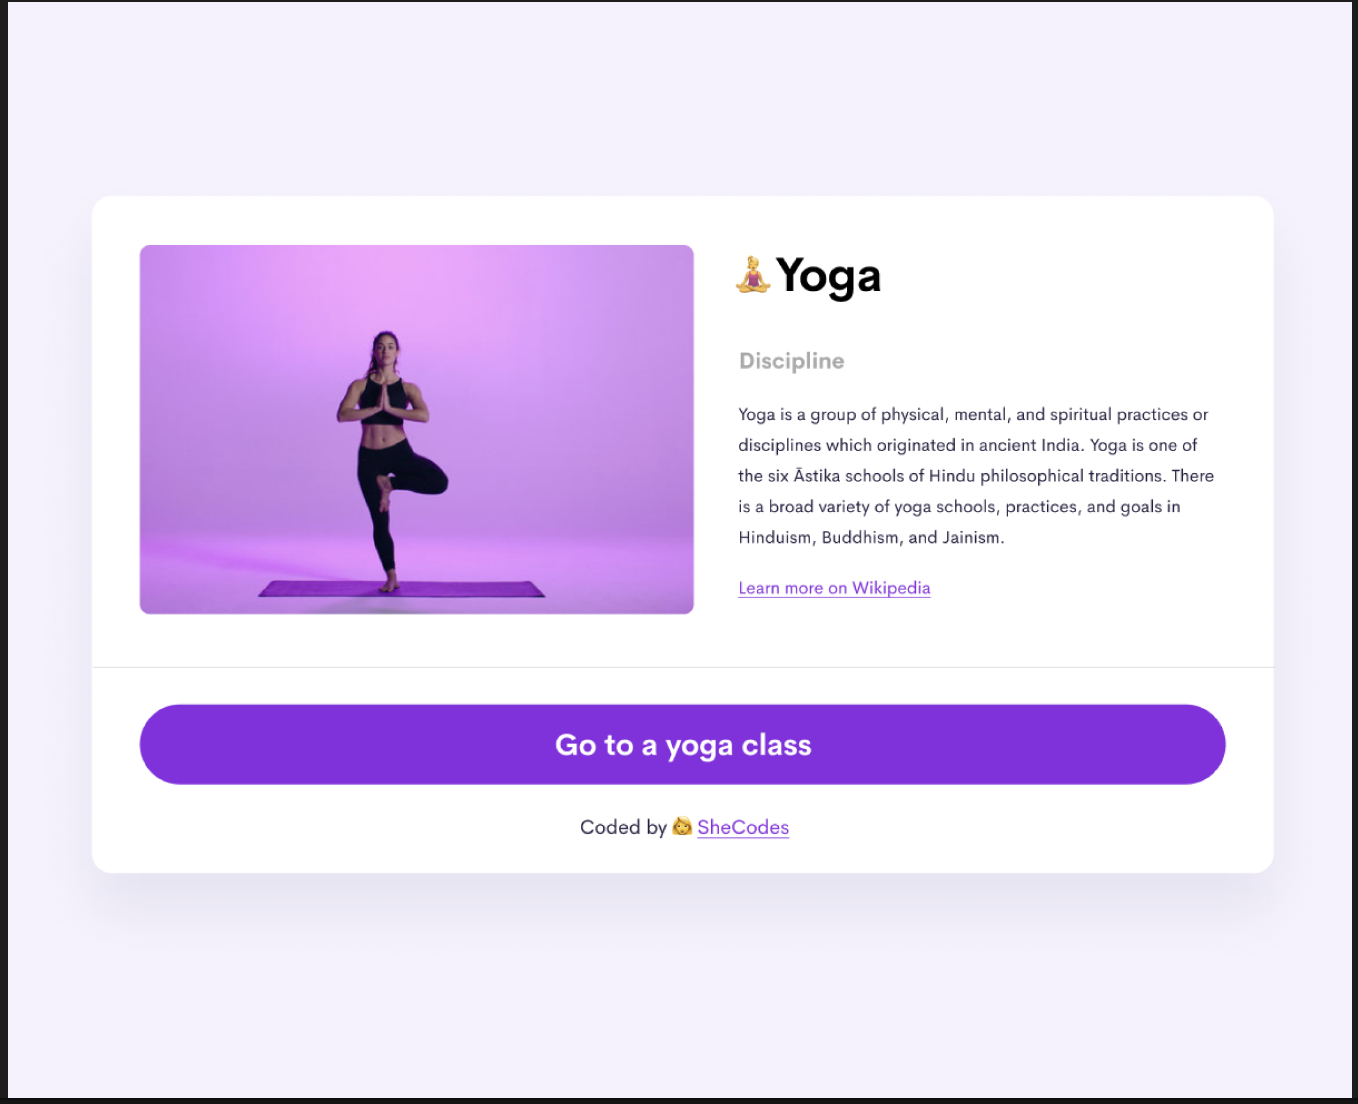 🧘‍♀️Yoga
Discipline
Yoga is a group of physical, mental, and spiritual practices or
disciplines which originated in ancient India. Yoga is one of
the six Āstika schools of Hindu philosophical traditions. There
is a broad variety of yoga schools, practices, and goals in
Hinduism, Buddhism, and Jainism.
Learn more on Wikipedia
Go to a yoga class
Coded by 👩 SheCodes